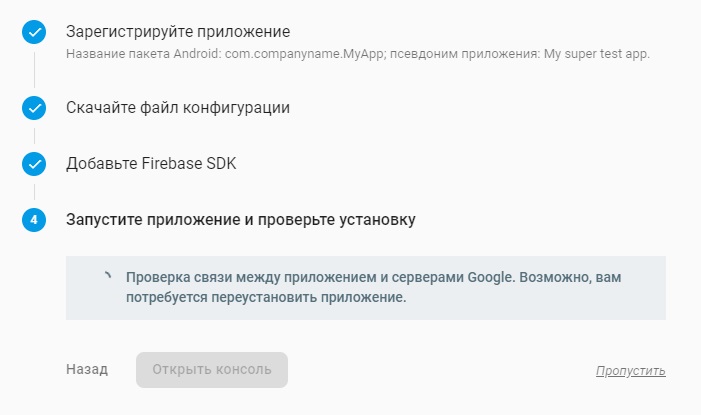 Зарегистрируйте приложение
Название пакета Android: com.companyname.MyApp; псевдоним приложения: My super test app.
Скачайте файл конфигурации
Добавьте Firebase SDK
4 Запустите приложение и проверьте установку
Проверка связи между приложением и серверами Google. Возможно, вам
потребуется переустановить приложение.
Назад Открыть консоль Пропустить